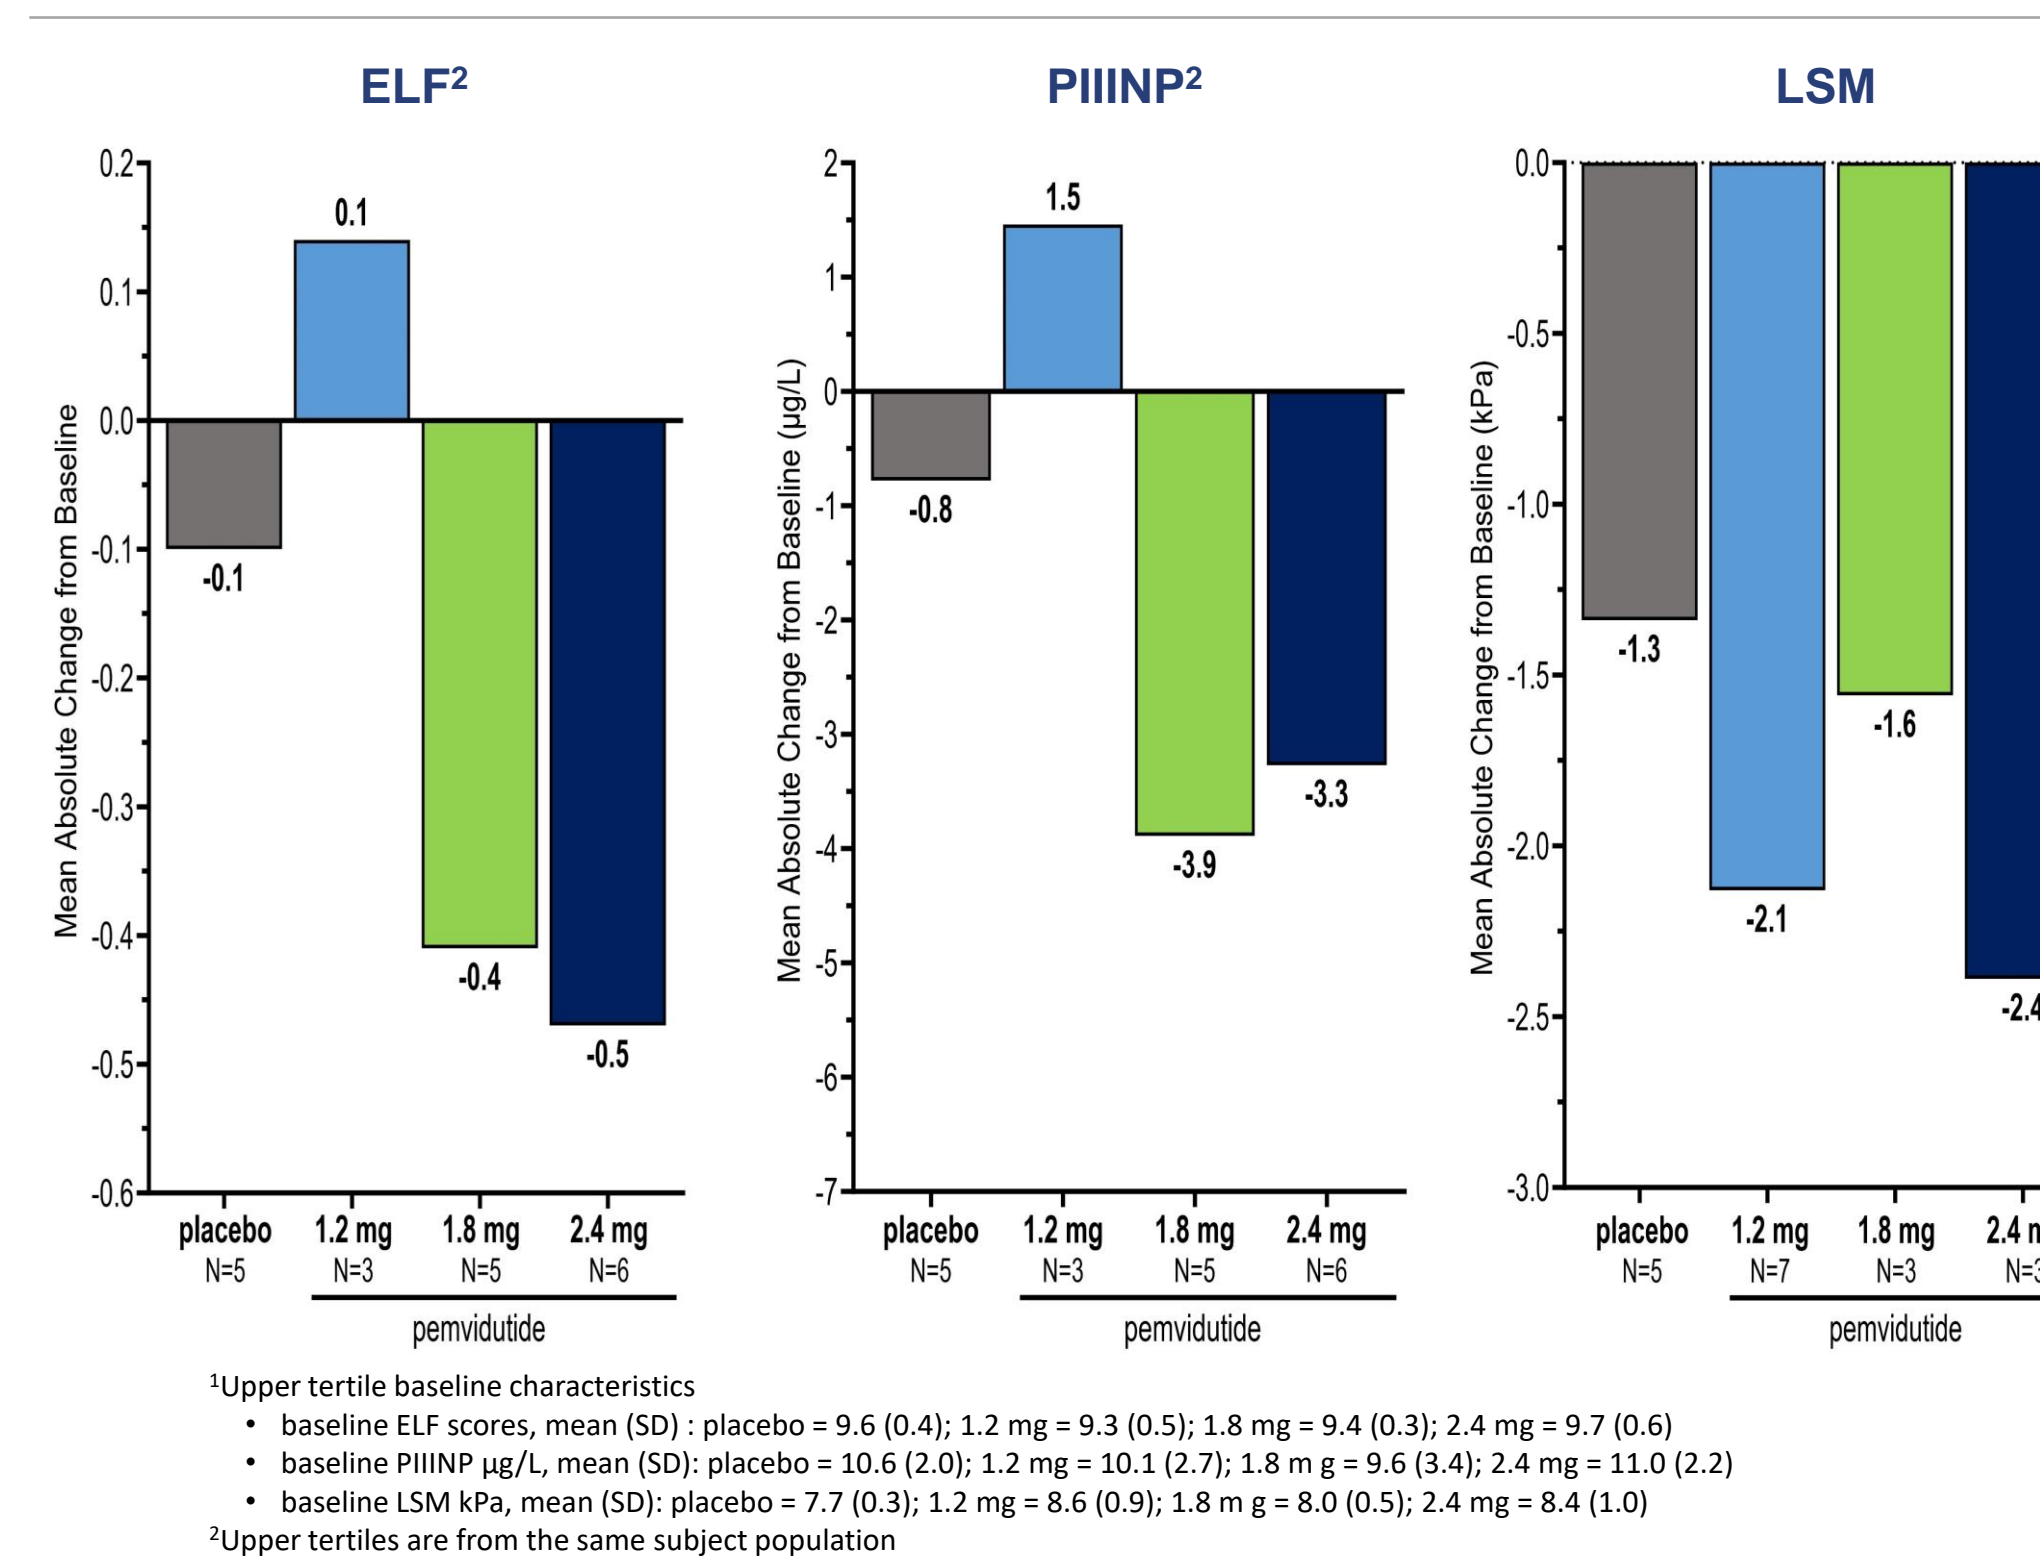 ELF²
PIIINP²
LSM
Mean Absolute Change from Baseline
0.2
0.1
0.0
-0.1
-0.2
-0.3
-0.4
-0.5
-0.6
0.1
-0.1
-0.4
-0.5
placebo 1.2 mg 1.8 mg 2.4 mg
N=5 N=3 N=5 N=6
pemvidutide
Mean Absolute Change from Baseline (µg/L)
2
1
0
-1
-2
-3
-4
-5
-6
-7
1.5
-0.8
-3.9
-3.3
placebo 1.2 mg 1.8 mg 2.4 mg
N=5 N=3 N=5 N=6
pemvidutide
Mean Absolute Change from Baseline (kPa)
0.0
-0.5
-1.0
-1.5
-2.0
-2.5
-3.0
-1.3
-2.1
-1.6
-2.4
placebo 1.2 mg 1.8 mg 2.4 m
N=5 N=7 N=3 N=3
pemvidutide
¹Upper tertile baseline characteristics
• baseline ELF scores, mean (SD) : placebo = 9.6 (0.4); 1.2 mg = 9.3 (0.5); 1.8 mg = 9.4 (0.3); 2.4 mg = 9.7 (0.6)
• baseline PIIINP µg/L, mean (SD): placebo = 10.6 (2.0); 1.2 mg = 10.1 (2.7); 1.8 m g = 9.6 (3.4); 2.4 mg = 11.0 (2.2)
• baseline LSM kPa, mean (SD): placebo = 7.7 (0.3); 1.2 mg = 8.6 (0.9); 1.8 m g = 8.0 (0.5); 2.4 mg = 8.4 (1.0)
²Upper tertiles are from the same subject population